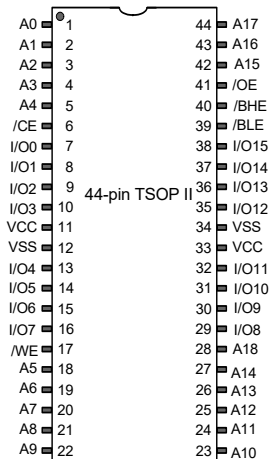 A0 1 44 A17
A1 2 43 A16
A2 3 42 A15
A3 4 41 /OE
A4 5 40 /BHE
/CE 6 39 /BLE
I/O0 7 38 I/O15
I/O1 8 37 I/O14
I/O2 9 36 I/O13
44-pin TSOP II
I/O3 10 35 I/O12
VCC 11 34 VSS
VSS 12 33 VCC
I/O4 13 32 I/O11
I/O5 14 31 I/O10
I/O6 15 30 I/O9
I/O7 16 29 I/O8
/WE 17 28 A18
A5 18 27 A14
A6 19 26 A13
A7 20 25 A12
A8 21 24 A11
A9 22 23 A10